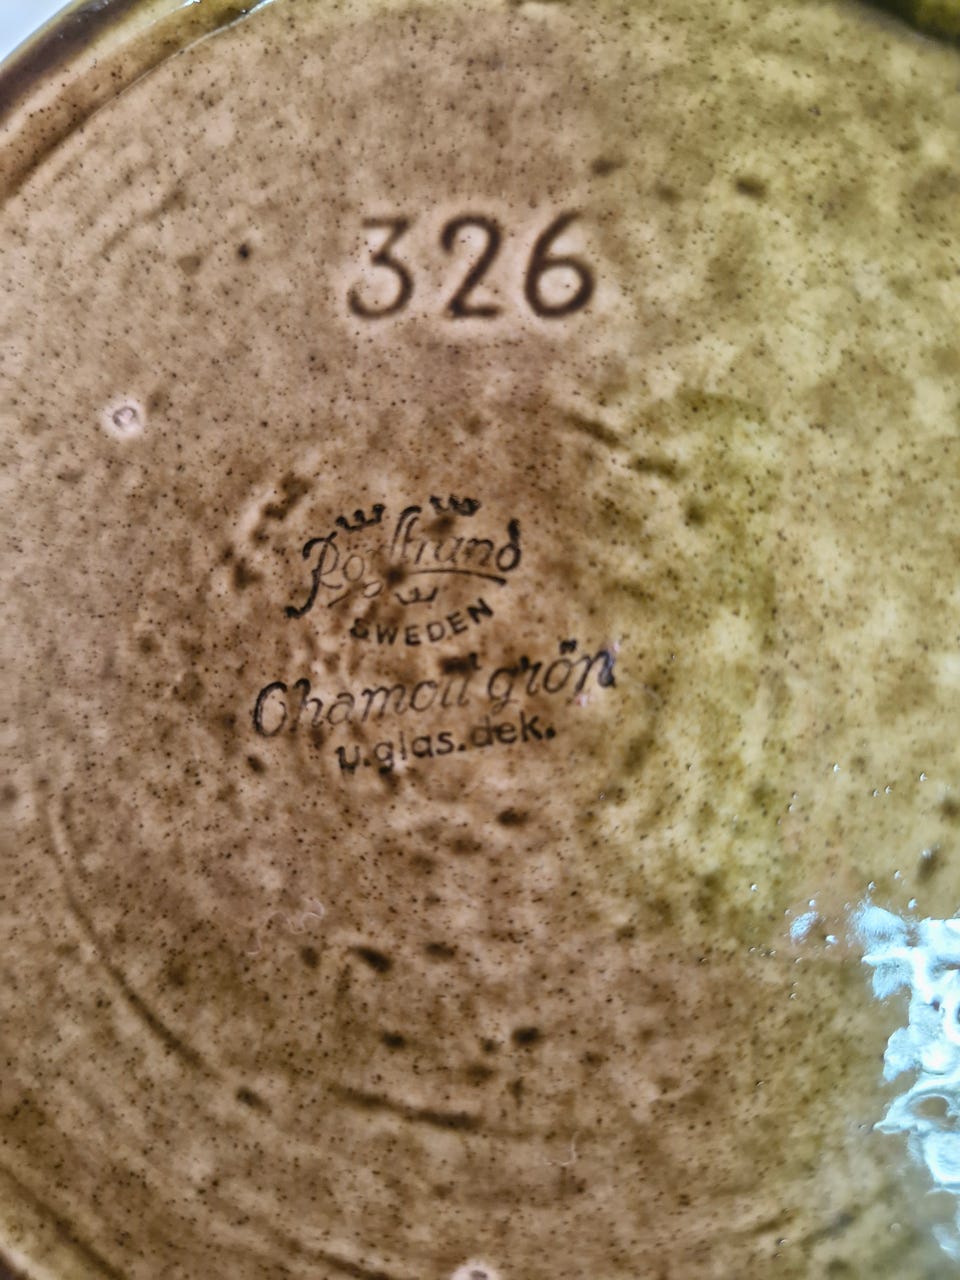 326
Rörstrand
SWEDEN
Chamott grön
u.glas.dek.